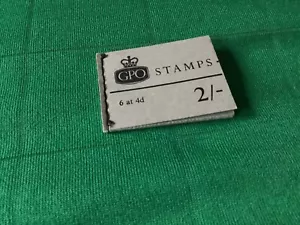 GPO STAMPS
6 at 4d 2/-